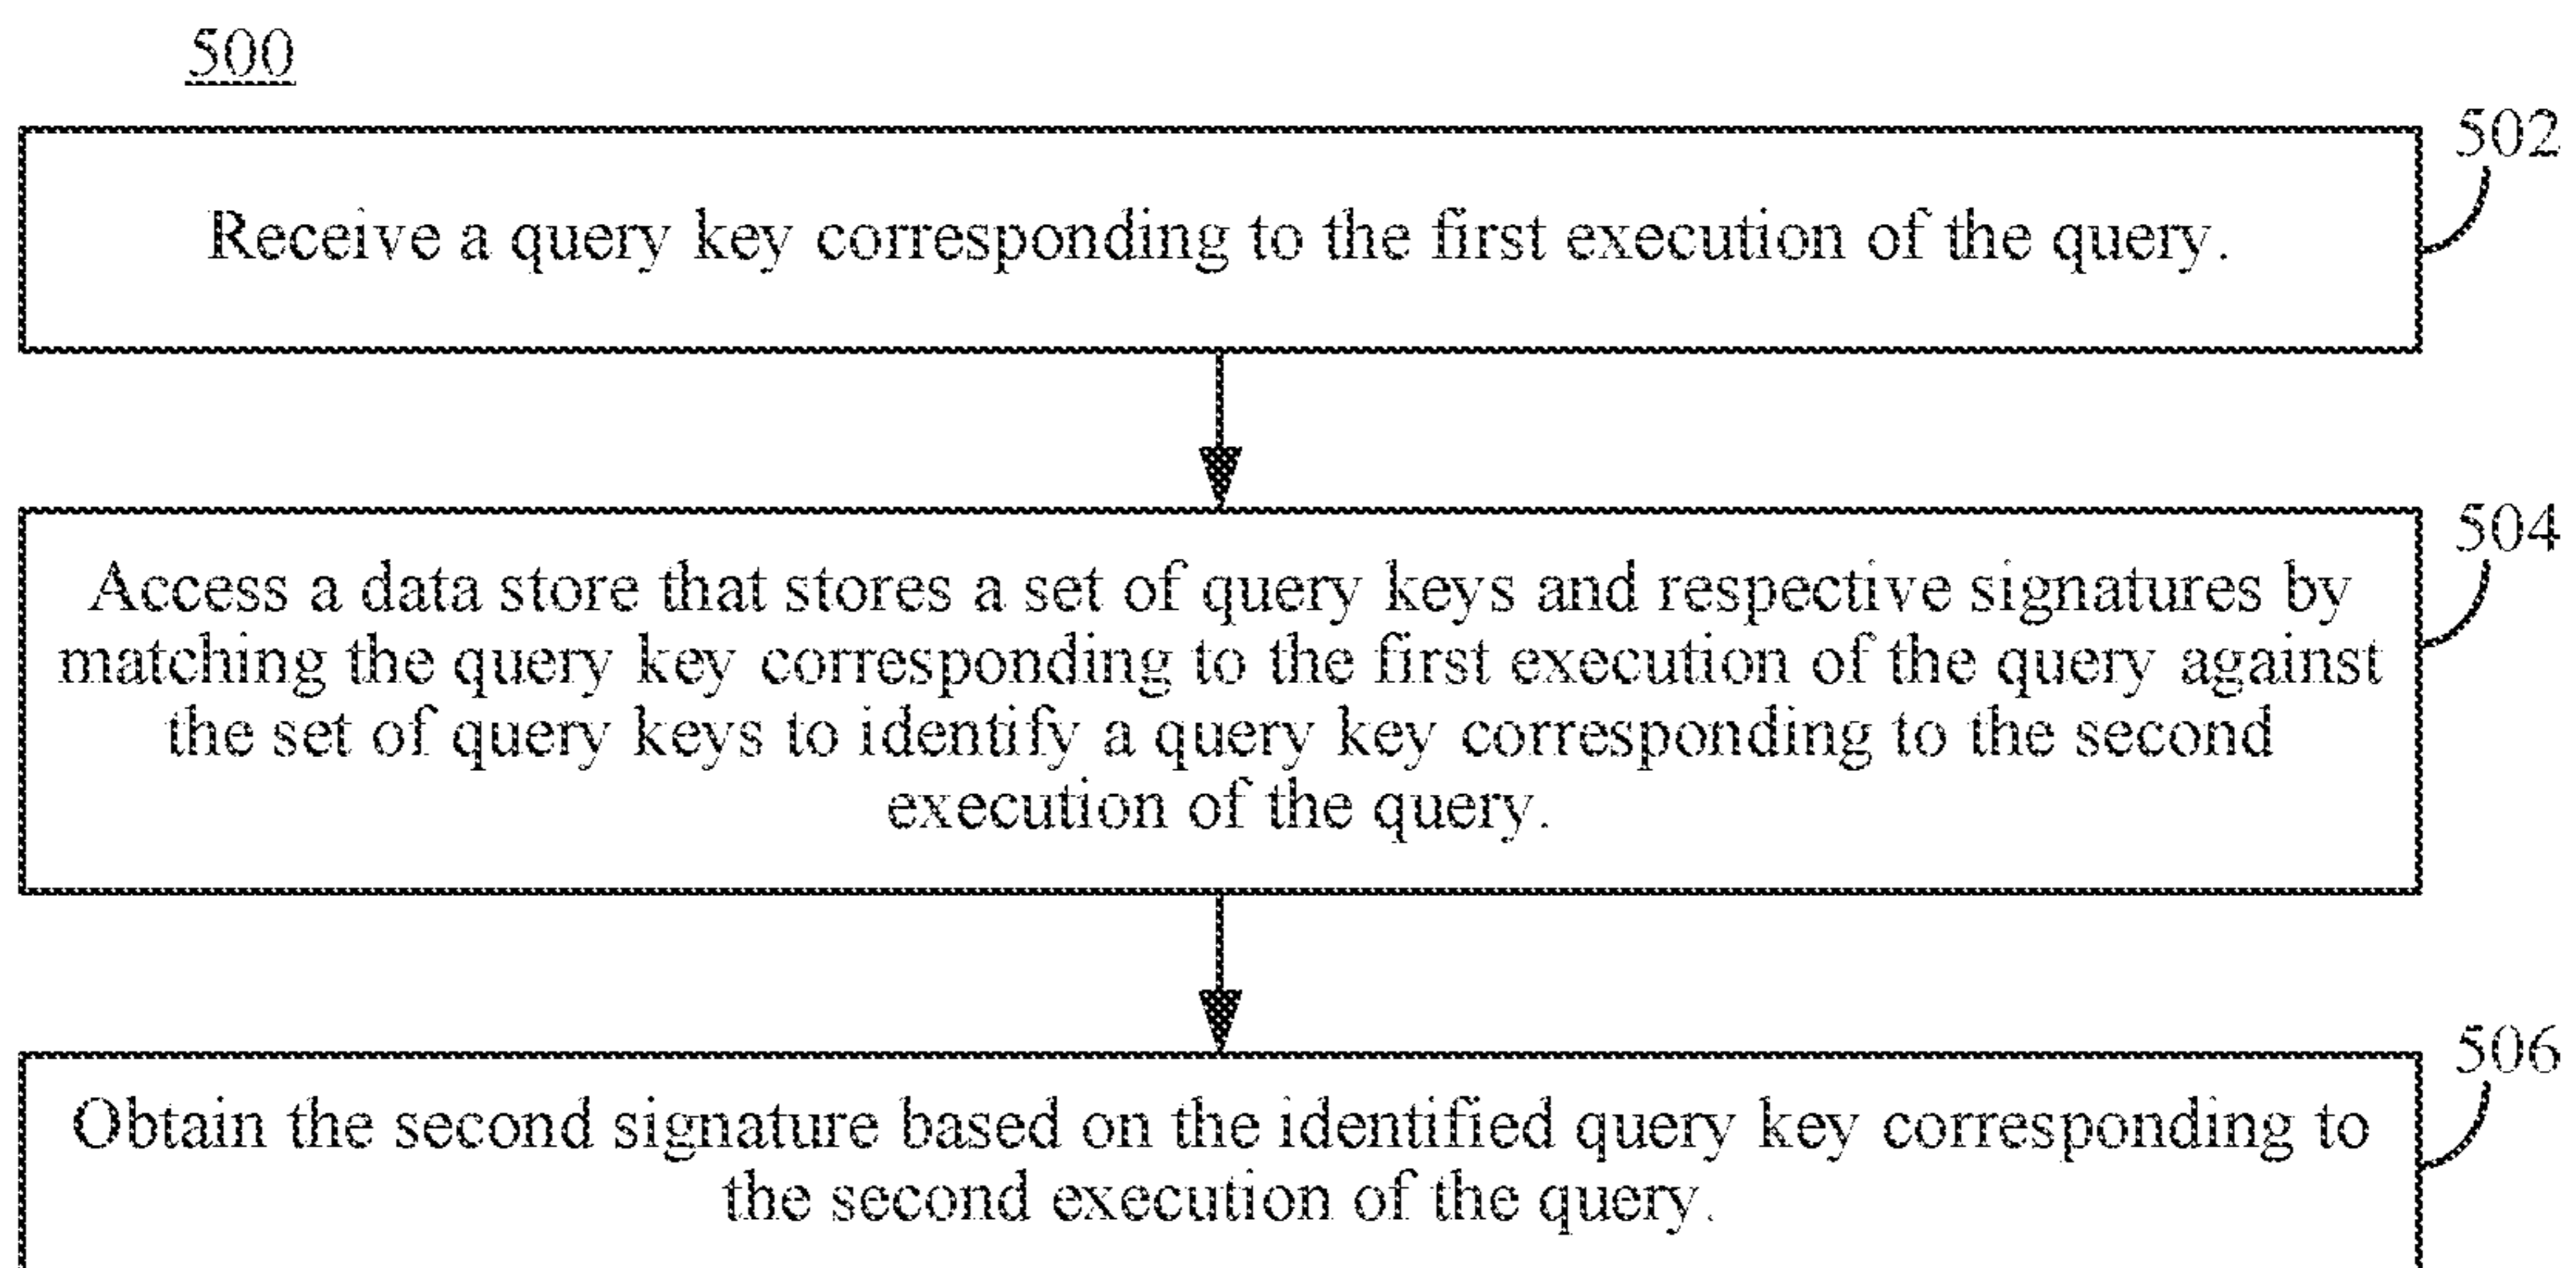 500
502
Receive a query key corresponding to the first execution of the query.
504
Access a data store that stores a set of query keys and respective signatures by
matching the query key corresponding to the first execution of the query against
the set of query keys to identify a query key corresponding to the second
execution of the query.
506
Obtain the second signature based on the identified query key corresponding to
the second execution of the query.